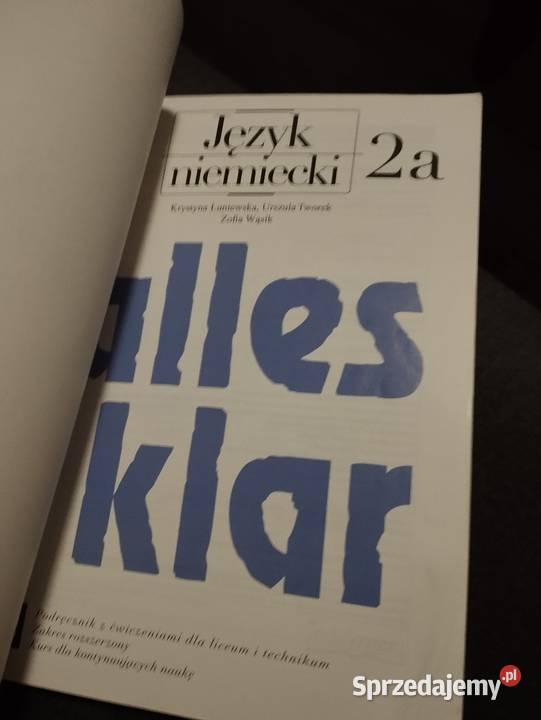 Język
niemiecki 2a
Krystyna Łuniewska, Urszula Tworek
Zofia Wąsik
alles
klar
Podręcznik z ćwiczeniami dla liceum i technikum
Zakres rozszerzony
Kurs dla kontynuujących naukę
Sprzedajemy.pl